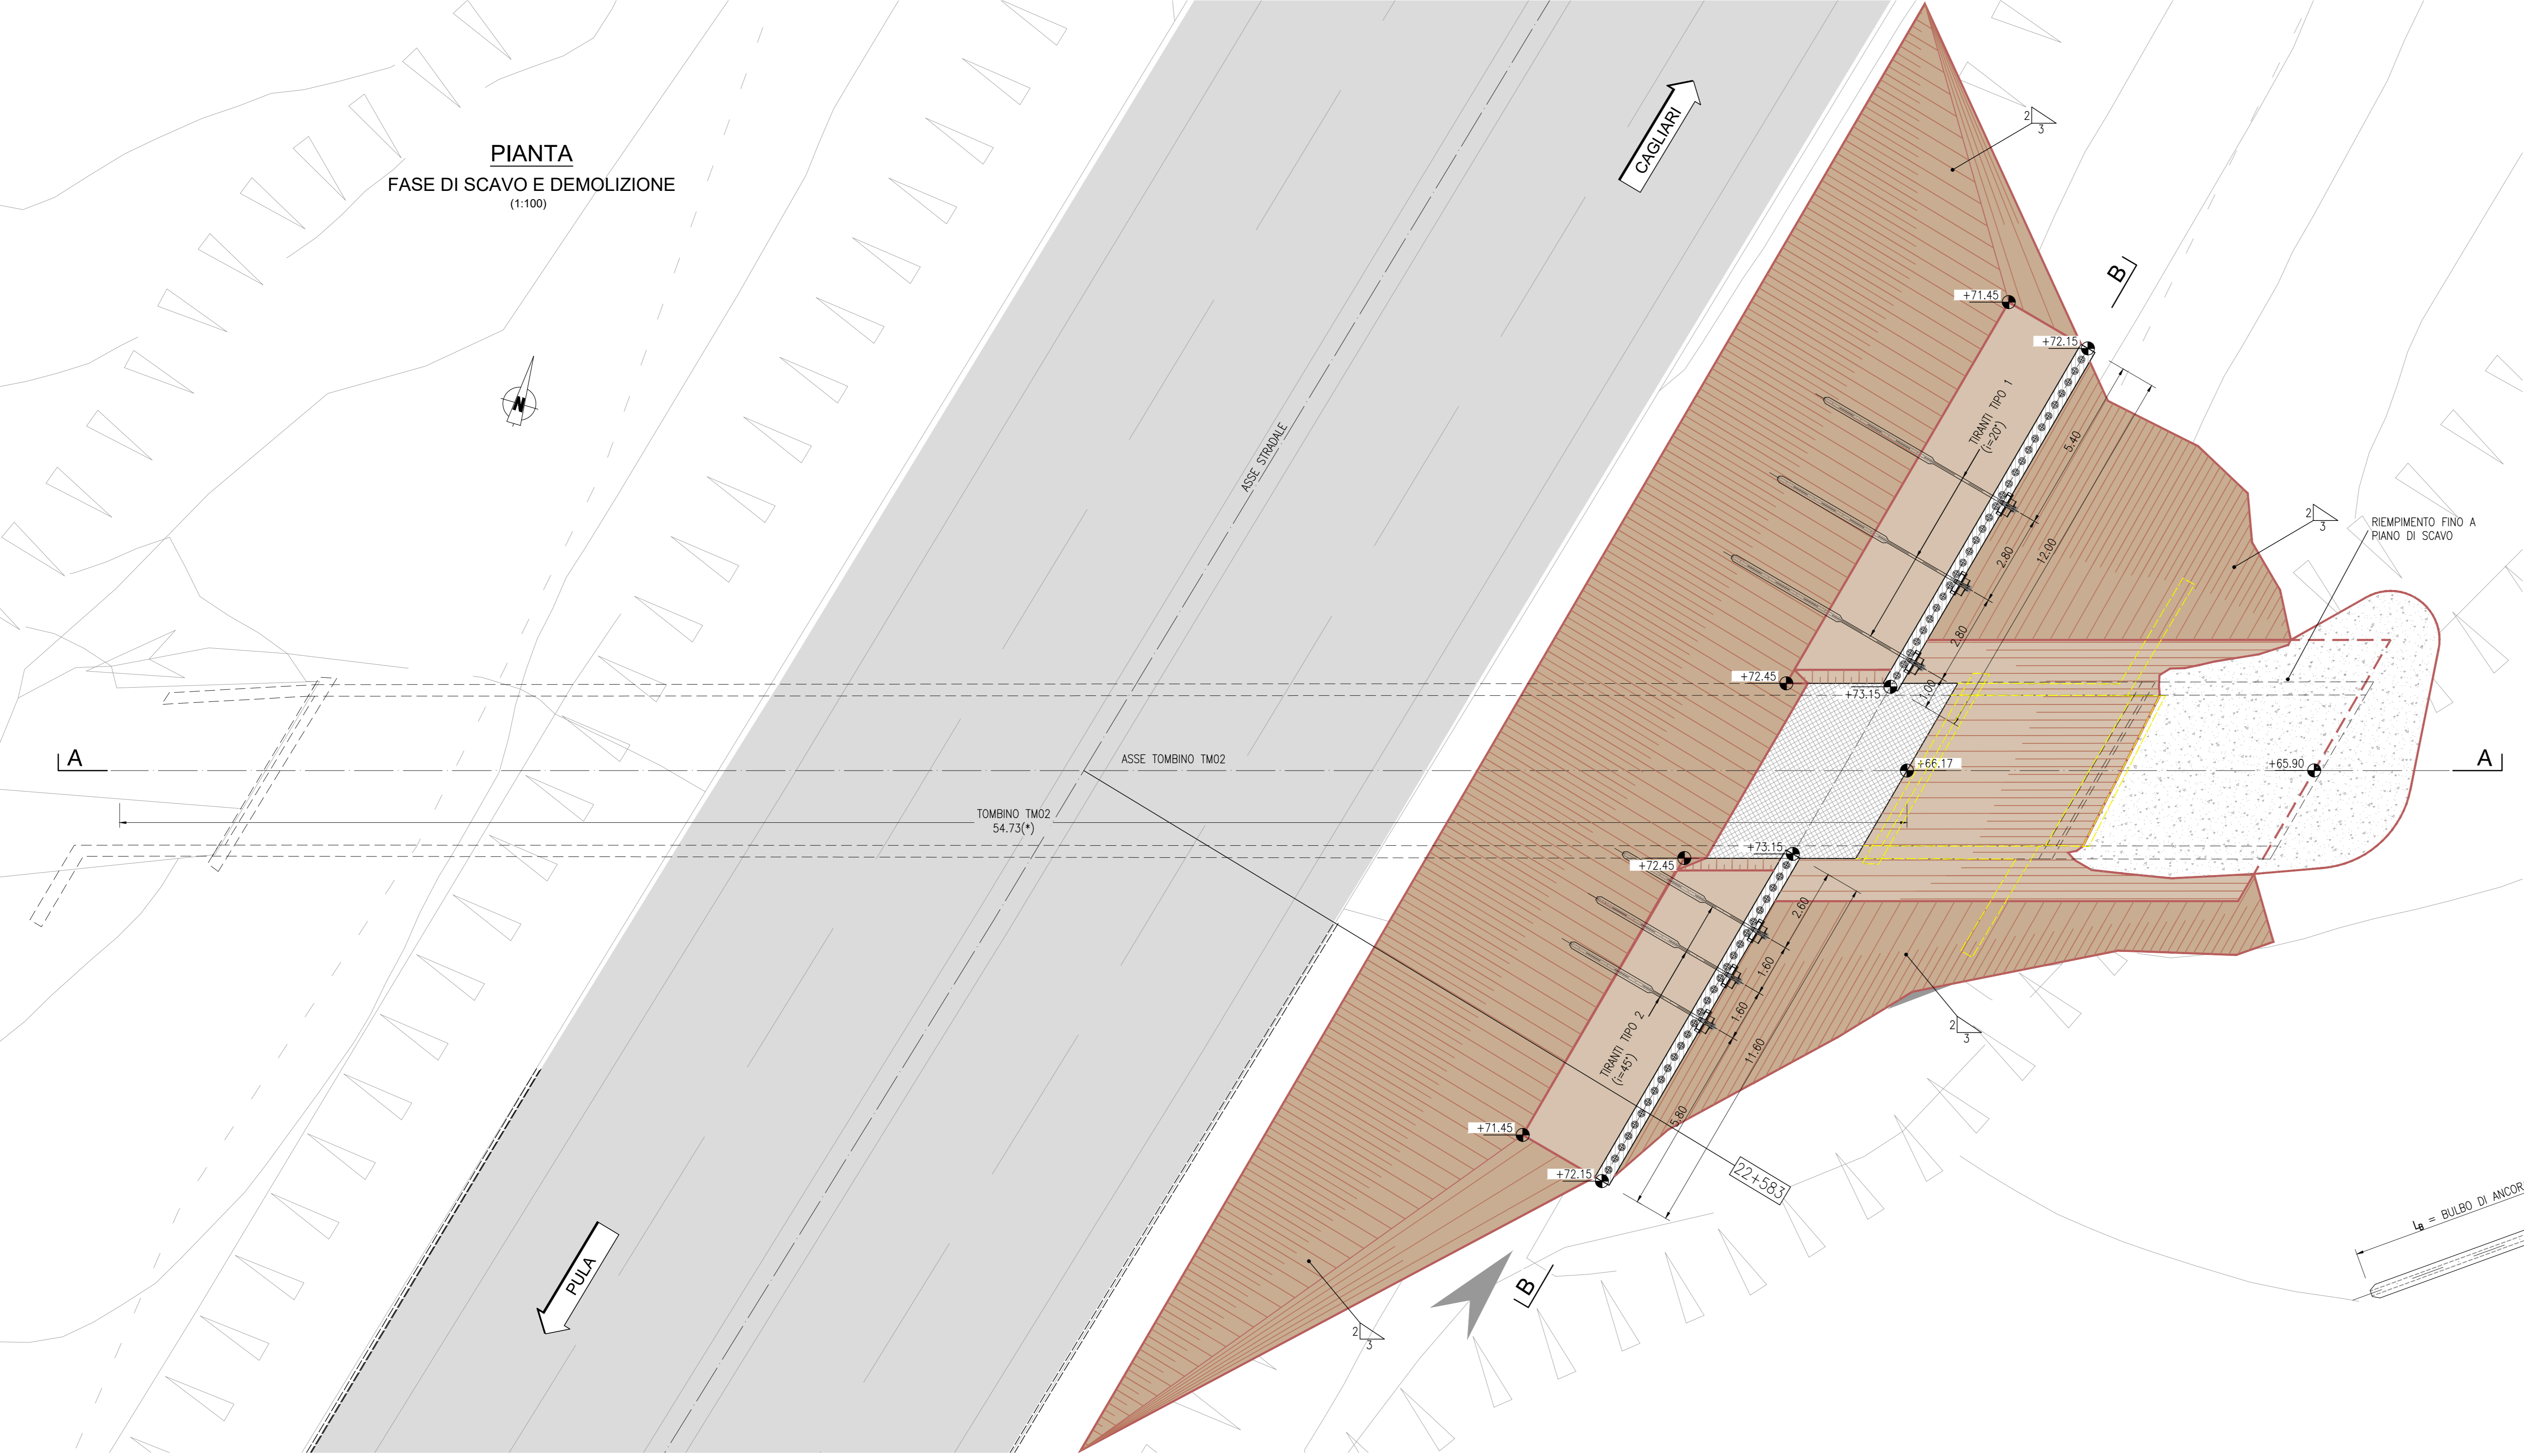 PIANTA
FASE DI SCAVO E DEMOLIZIONE
(1:100)
CAGLIARI
2
3
B
+71.45
+72.15
TIRANTI TIPO 1
(i=20°)
5.40
N
ASSE STRADALE
2
3
RIEMPIMENTO FINO A
PIANO DI SCAVO
2.80
12.00
2.80
+72.45
+73.15
1.00
A
ASSE TOMBINO TM02
+66.17
+65.90
A
TOMBINO TM02
54.73(*)
+73.15
+72.45
2.60
1.60
1.60
2
3
TIRANTI TIPO 2
(i=45°)
11.60
5.80
+71.45
+72.15
22+583
PULA
B
2
3
LB = BULBO DI ANCOR